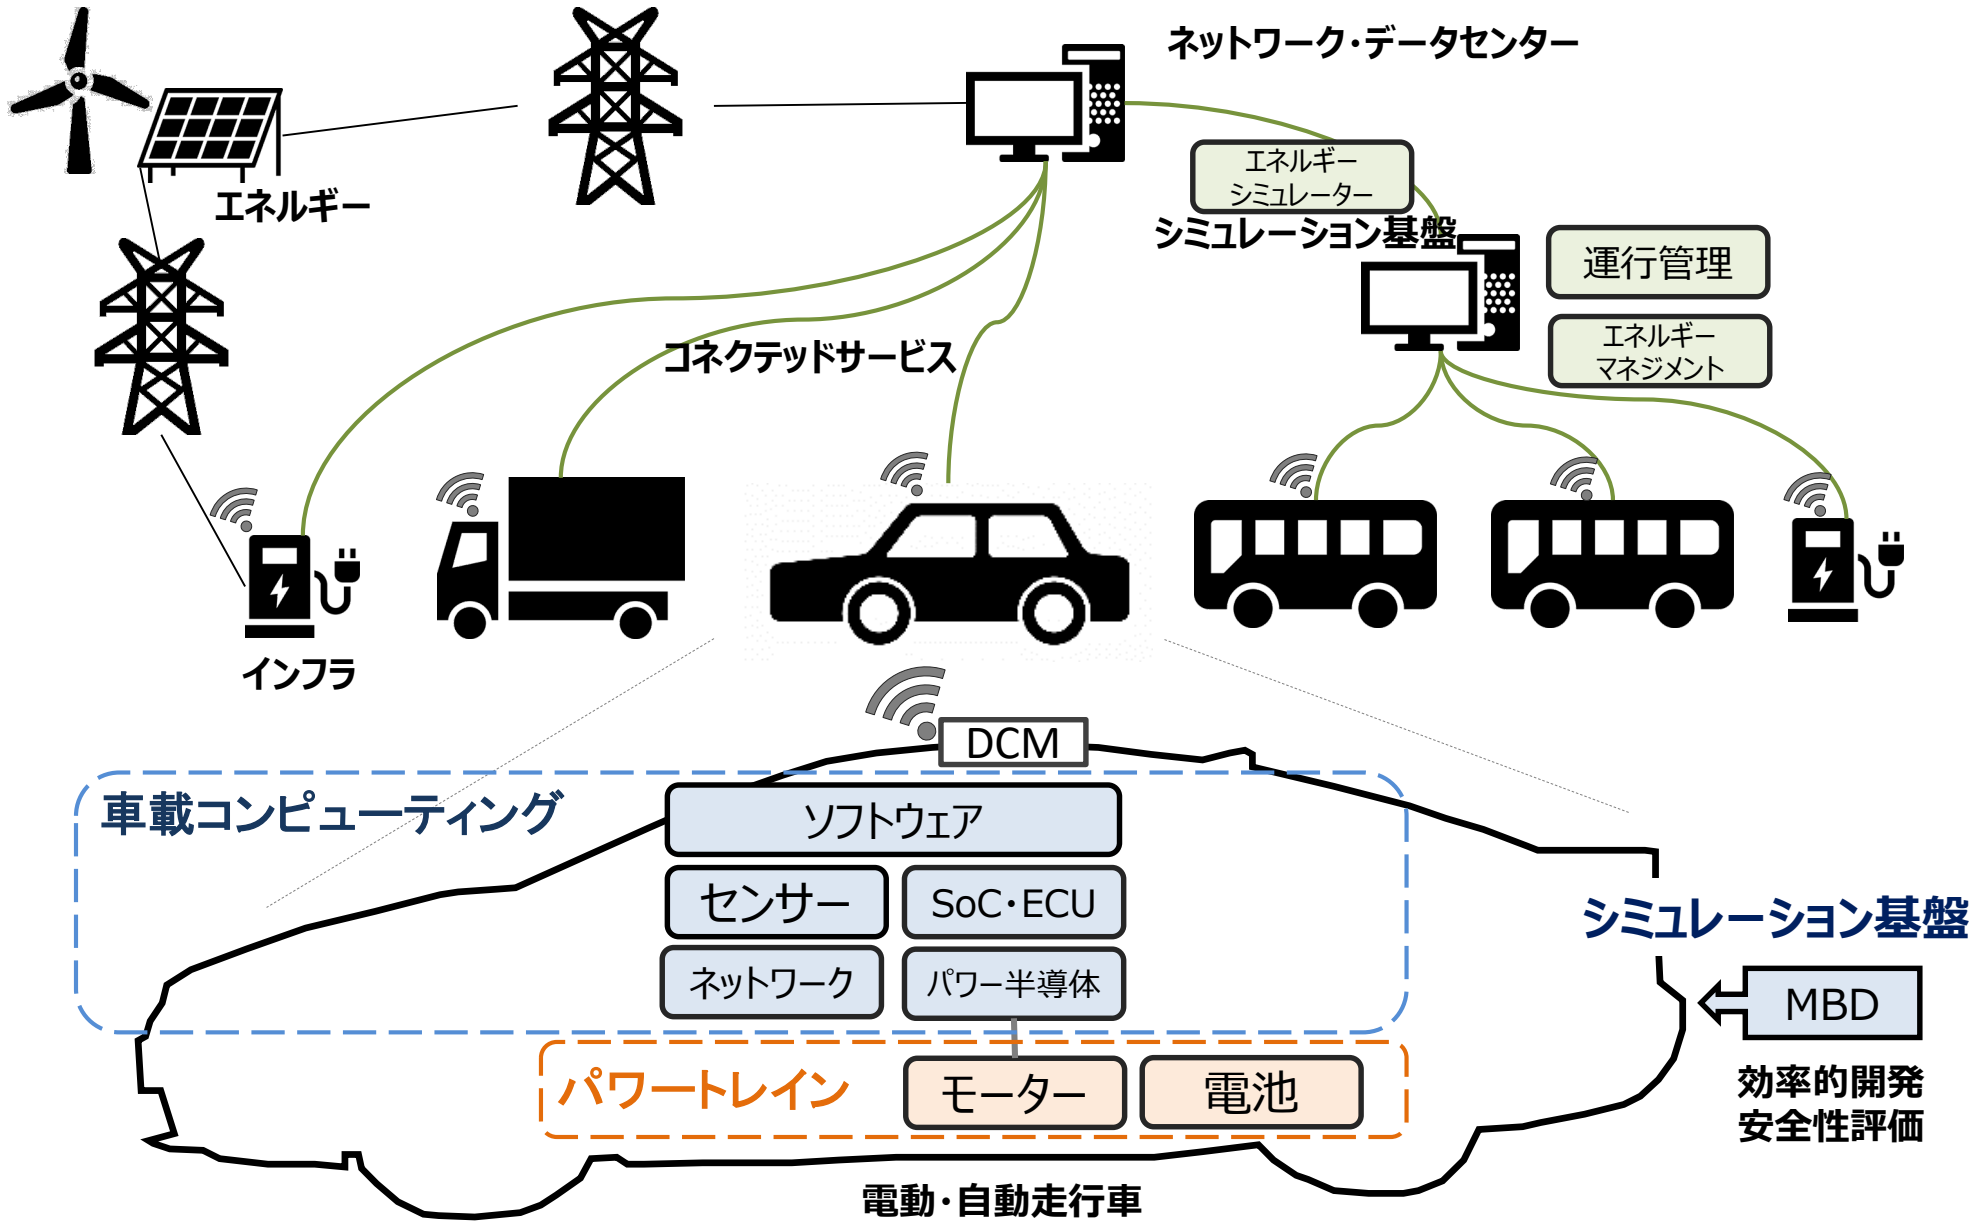 ネットワーク・データセンター
エネルギー
シミュレーター
エネルギー
シミュレーション基盤
運行管理
エネルギー
マネジメント
コネクテッドサービス
インフラ
DCM
車載コンピューティング
ソフトウェア
センサー
SoC・ECU
シミュレーション基盤
ネットワーク
パワー半導体
MBD
パワートレイン
モーター
電池
効率的開発
安全性評価
電動・自動走行車